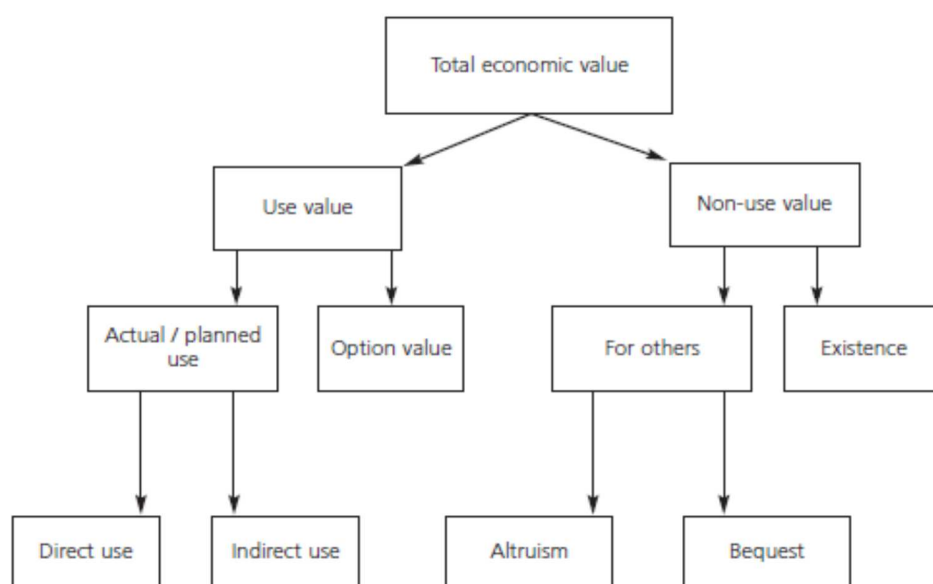 Total economic value
Use value
Non-use value
Actual / planned
use
Option value
For others
Existence
Direct use
Indirect use
Altruism
Bequest